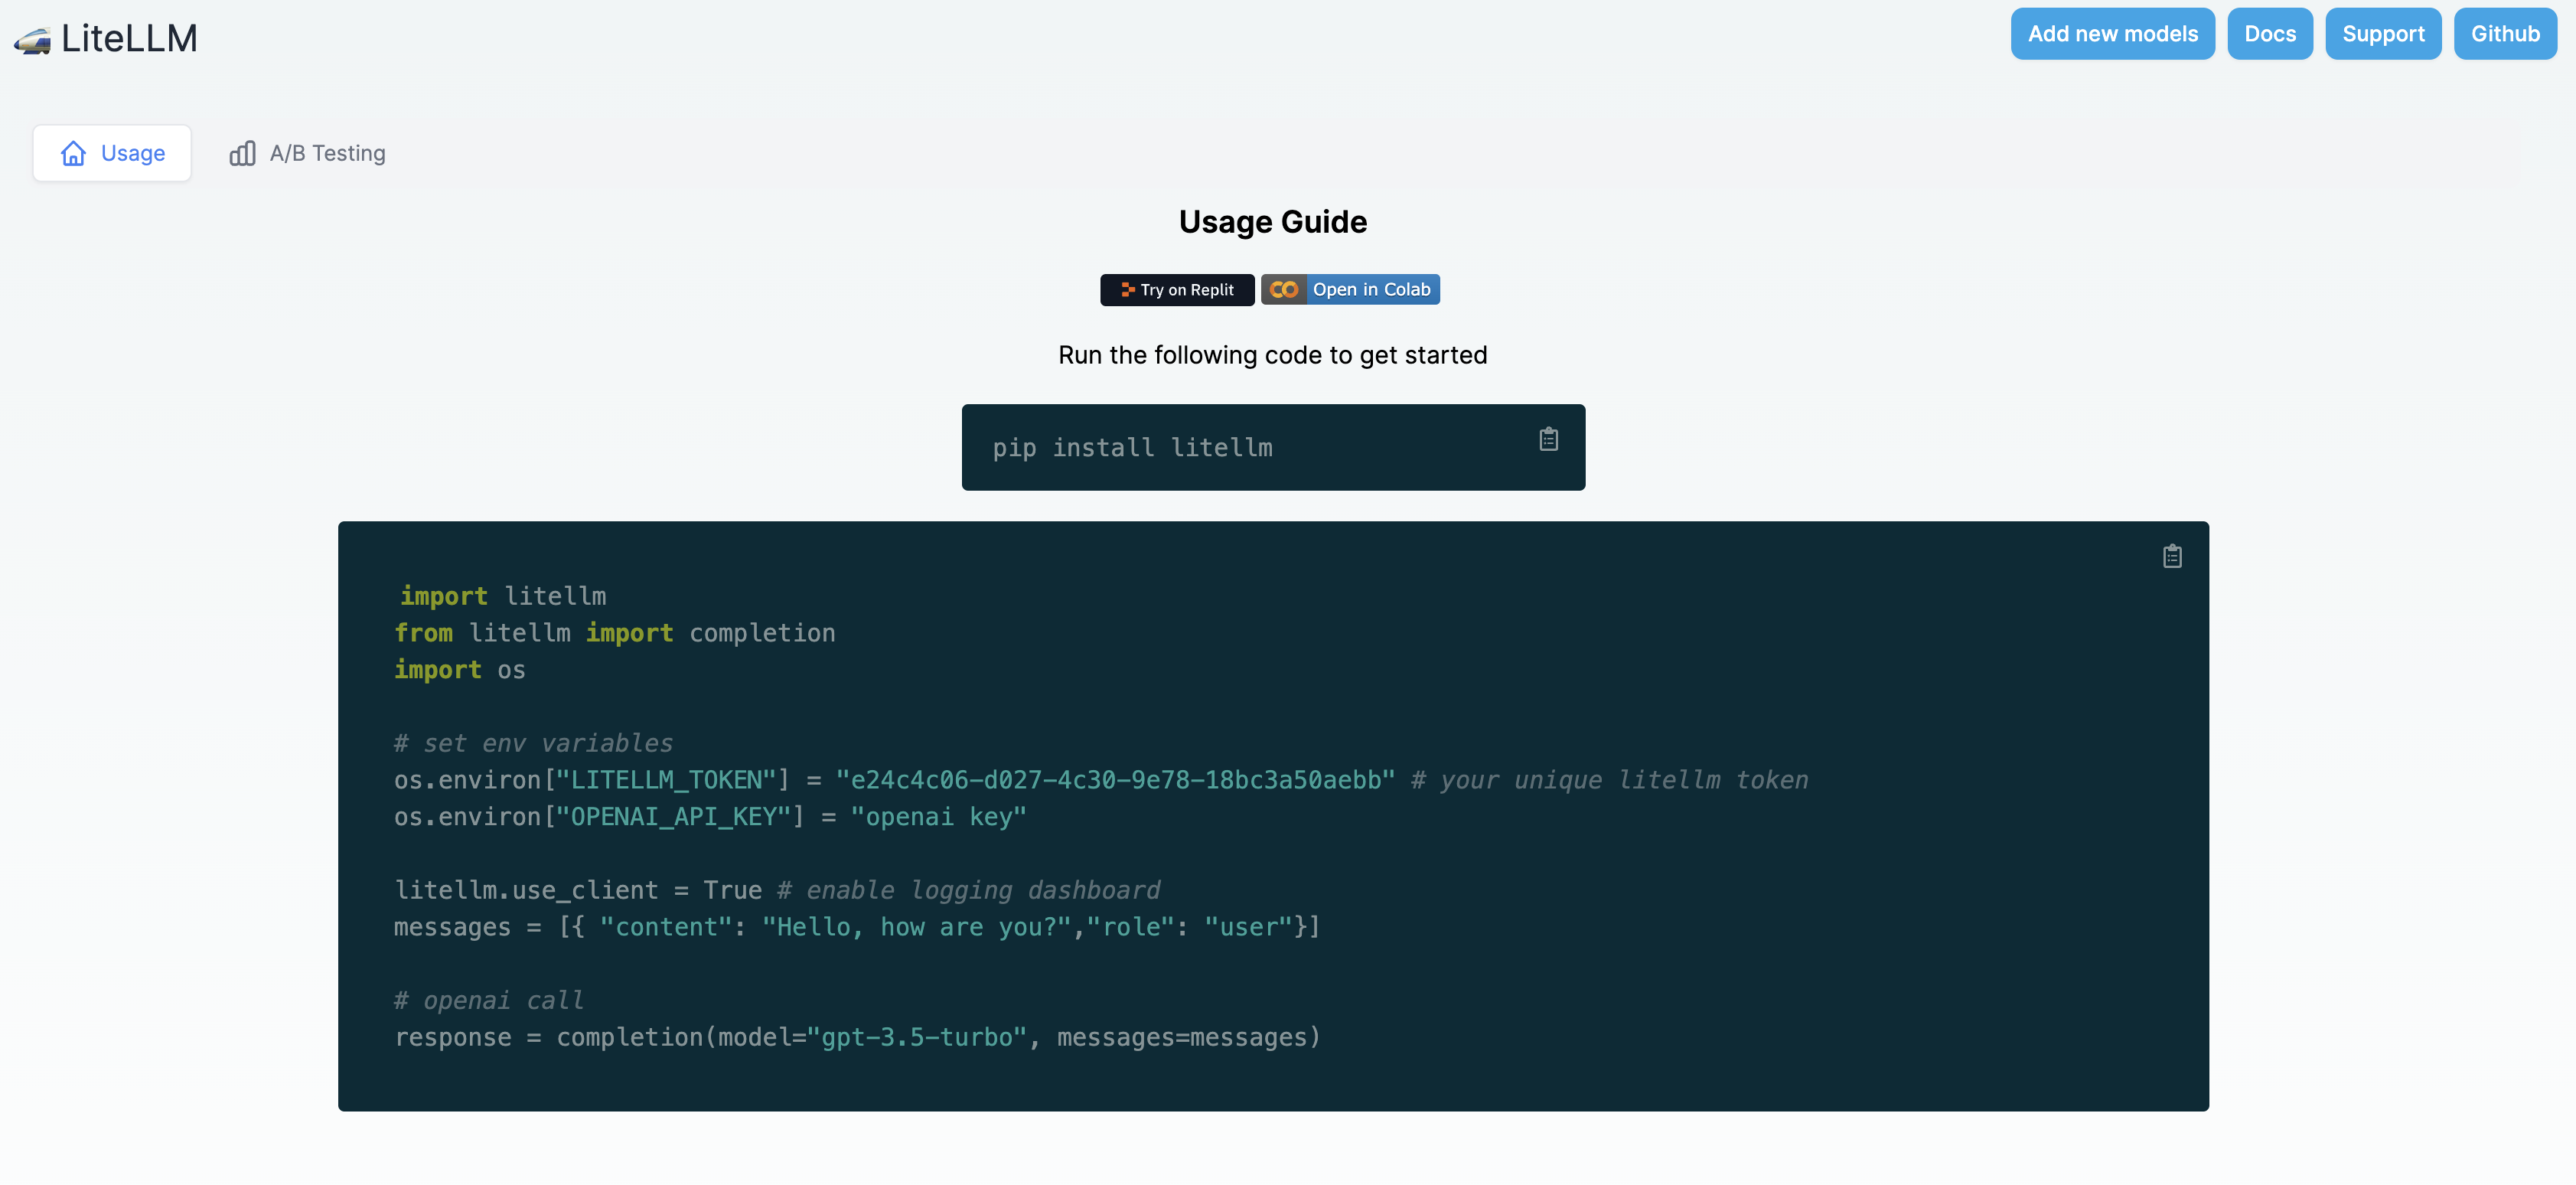 LiteLLM
Add new models
Docs
Support
Github
Usage
A/B Testing
Usage Guide
Try on Replit
Open in Colab
Run the following code to get started
pip install litellm
import litellm
from litellm import completion
import os
# set env variables
os.environ["LITELLM_TOKEN"] = "e24c4c06-d027-4c30-9e78-18bc3a50aebb" # your unique litellm token
os.environ["OPENAI_API_KEY"] = "openai key"
litellm.use_client = True # enable logging dashboard
messages = [{ "content": "Hello, how are you?","role": "user"}]
# openai call
response = completion(model="gpt-3.5-turbo", messages=messages)